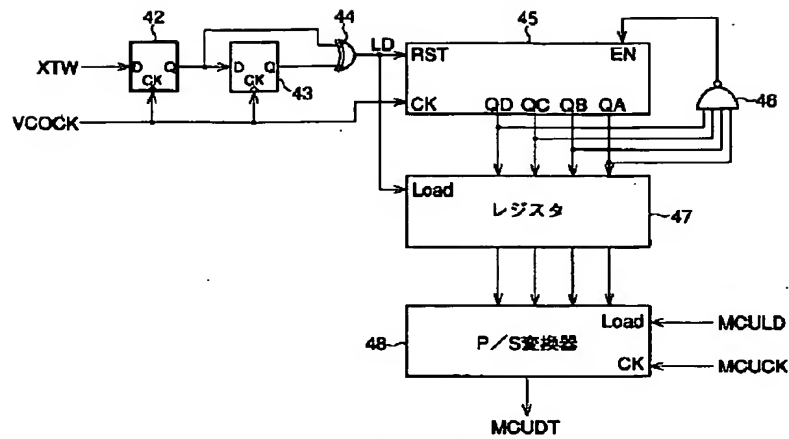 42
44
45
XTW
D
Q
CK
D
Q
CK
43
LD
RST
EN
46
VCOCK
CK
QD
QC
QB
QA
Load
レジスタ
47
48
P/S変換器
Load
MCULD
CK
MCUCK
MCUDT